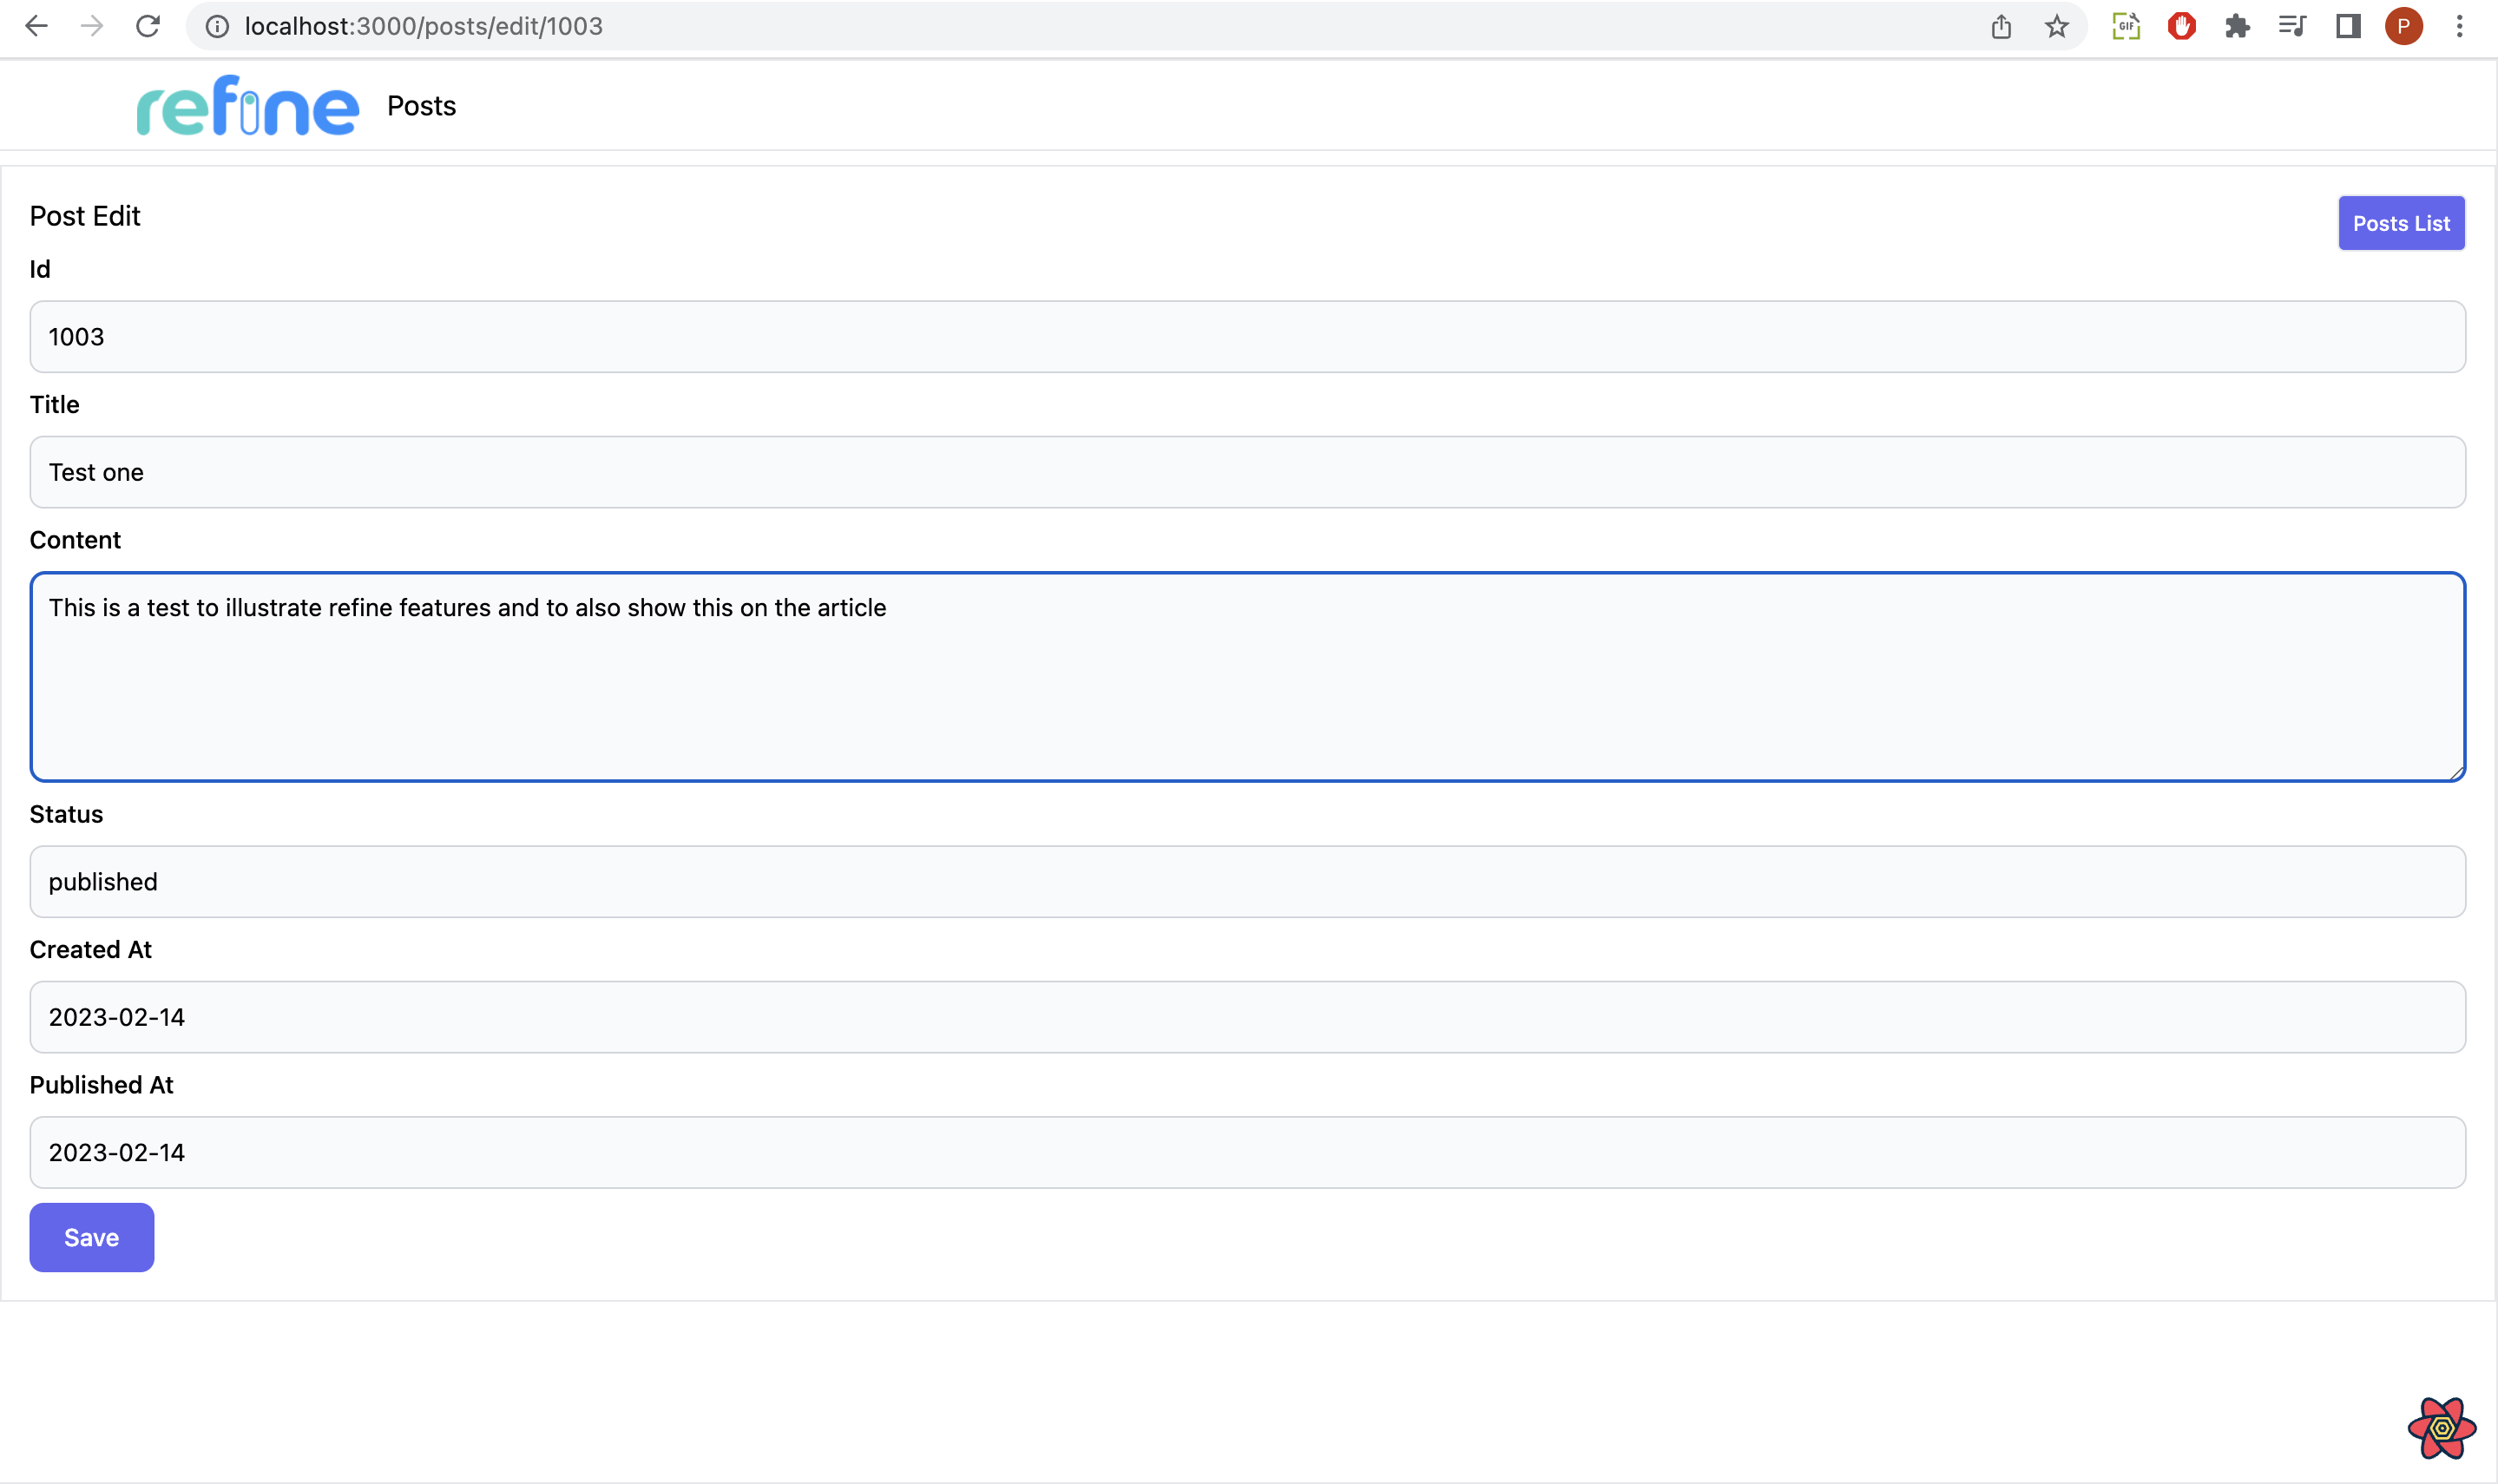 localhost:3000/posts/edit/1003
GIF
P
refine Posts
Post Edit
Posts List
Id
1003
Title
Test one
Content
This is a test to illustrate refine features and to also show this on the article
Status
published
Created At
2023-02-14
Published At
2023-02-14
Save